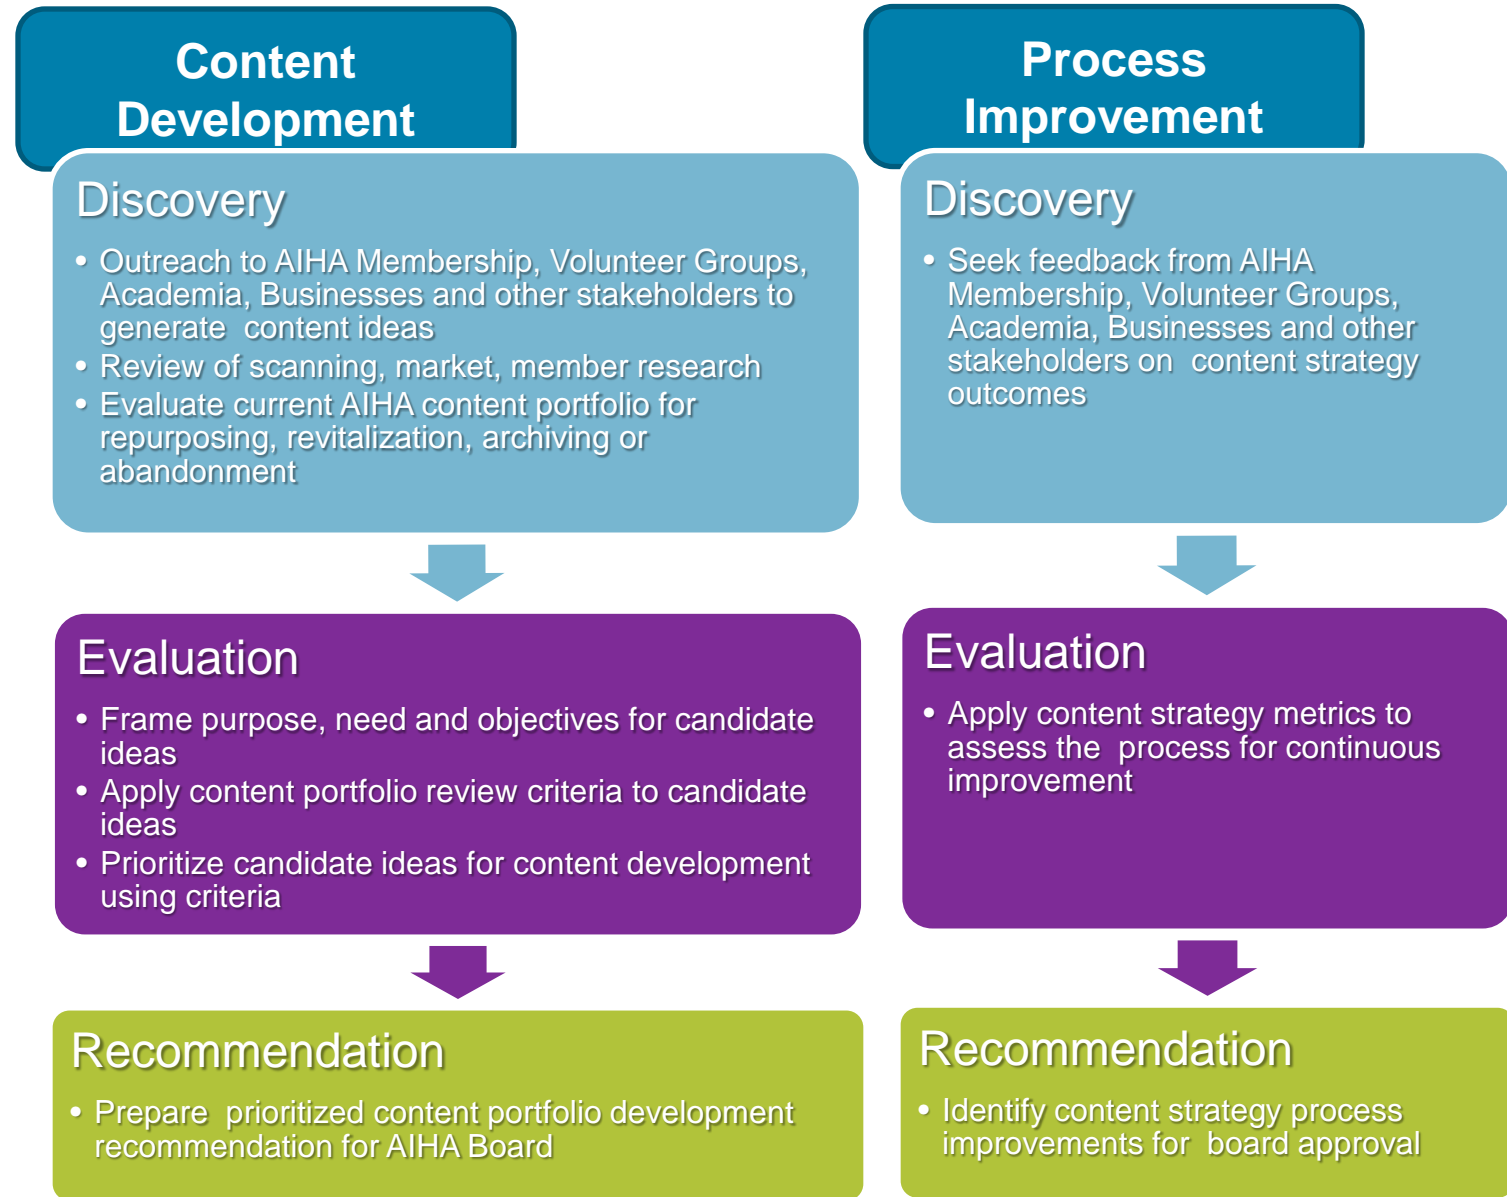 Content
Development
Discovery
• Outreach to AIHA Membership, Volunteer Groups,
Academia, Businesses and other stakeholders to
generate  content ideas
• Review of scanning, market, member research
• Evaluate current AIHA content portfolio for
repurposing, revitalization, archiving or
abandonment
Evaluation
• Frame purpose, need and objectives for candidate
ideas
• Apply content portfolio review criteria to candidate
ideas
• Prioritize candidate ideas for content development
using criteria
Recommendation
• Prepare  prioritized content portfolio development
recommendation for AIHA Board
Process
Improvement
Discovery
• Seek feedback from AIHA
Membership, Volunteer Groups,
Academia, Businesses and other
stakeholders on  content strategy
outcomes
Evaluation
• Apply content strategy metrics to
assess the  process for continuous
improvement
Recommendation
• Identify content strategy process
improvements for  board approval